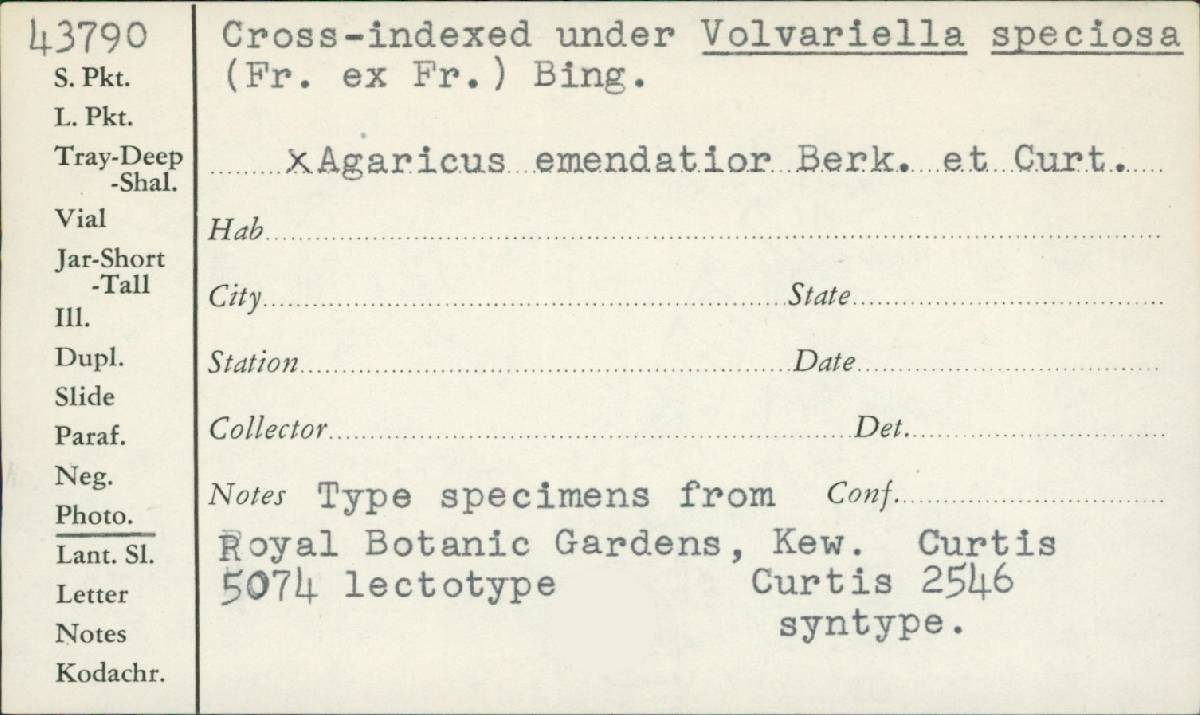 43790
Cross-indexed under Volvariella speciosa
(Fr. ex Fr.) Bing.
S. Pkt.
L. Pkt.
Tray-Deep
-Shal.
Vial
Jar-Short
-Tall
Ill.
Dupl.
Slide
Paraf.
Neg.
Photo.
Lant. Sl.
Letter
Notes
Kodachr.
xAgaricus emendatior Berk. et Curt.
Hab
City State
Station Date
Collector Det.
Notes Type specimens from Conf.
Royal Botanic Gardens, Kew. Curtis
5074 lectotype Curtis 2546
syntype.